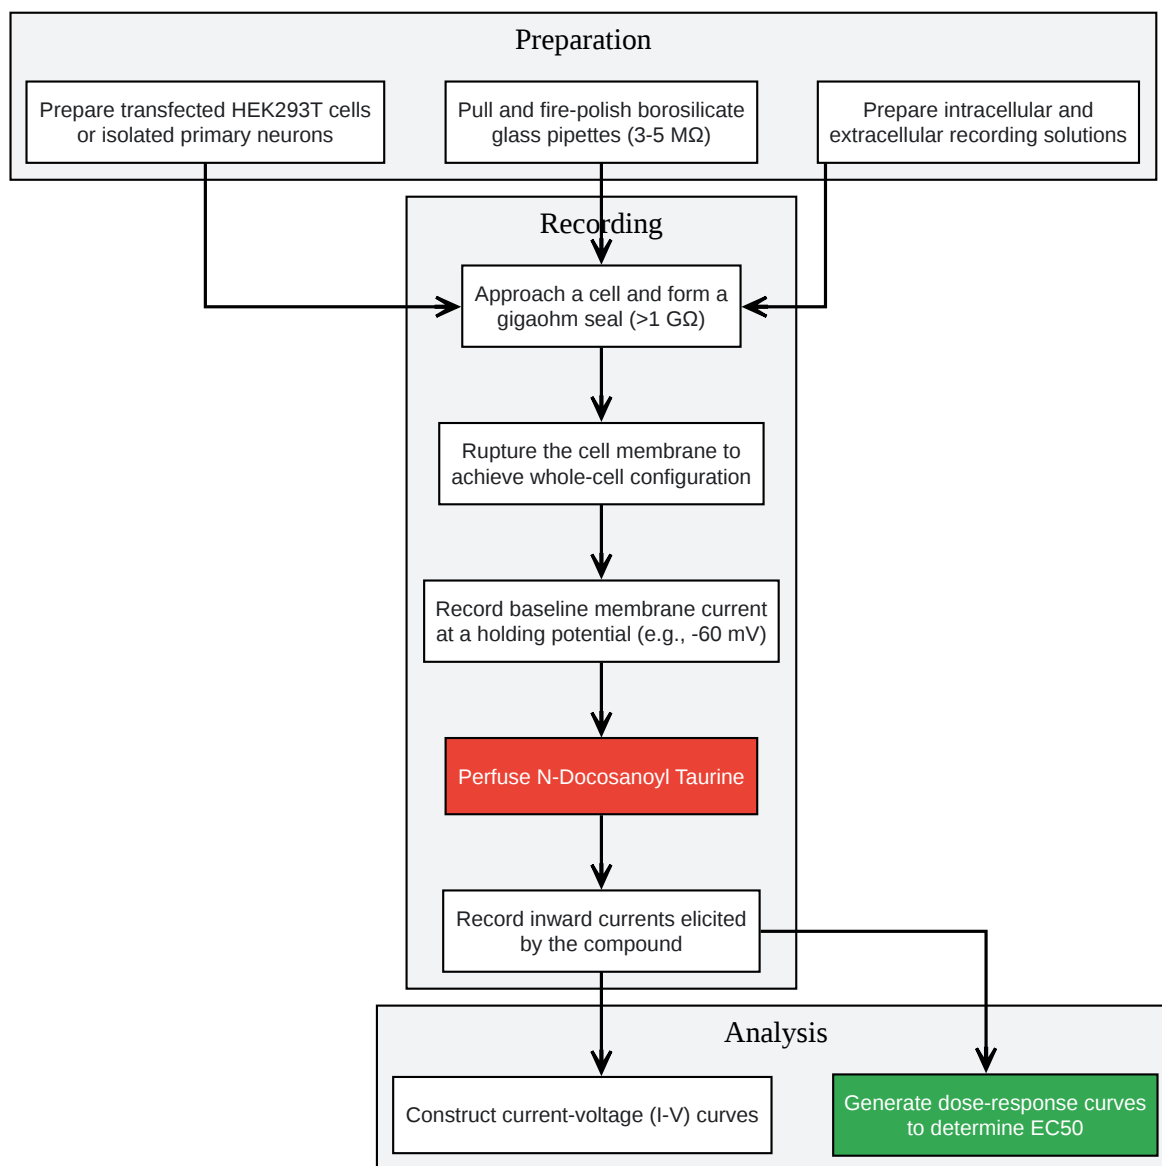 Preparation
Prepare transfected HEK293T cells
or isolated primary neurons
Pull and fire-polish borosilicate
glass pipettes (3-5 MΩ)
Prepare intracellular and
extracellular recording solutions
Recording
Approach a cell and form a
gigaohm seal (>1 GΩ)
Rupture the cell membrane to
achieve whole-cell configuration
Record baseline membrane current
at a holding potential (e.g., -60 mV)
Perfuse N-Docosanoyl Taurine
Record inward currents elicited
by the compound
Analysis
Construct current-voltage (I-V) curves
Generate dose-response curves
to determine EC50